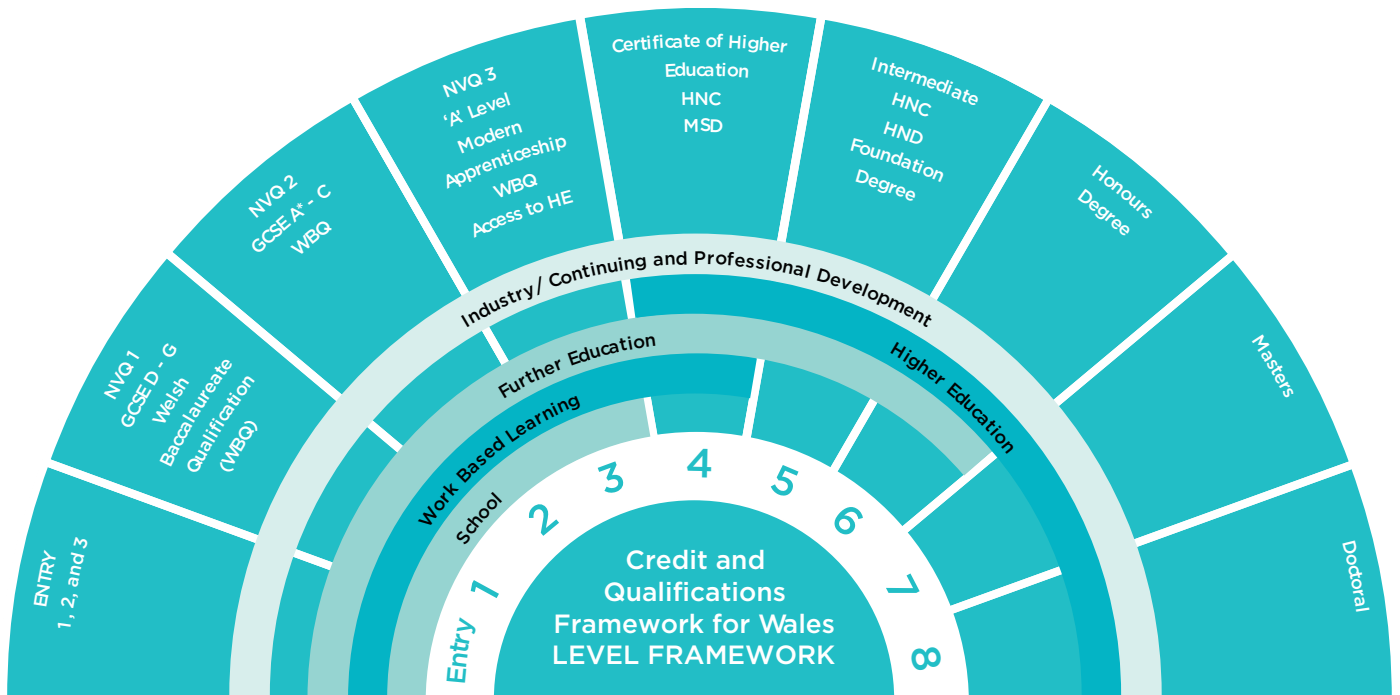 ENTRY
1, 2, and 3
NVQ 1
GCSE D - G
Welsh
Baccalaureate
Qualification
(WBQ)
NVQ 2
GCSE A* - C
WBQ
NVQ 3
‘A’ Level
Modern
Apprenticeship
WBQ
Access to HE
Certificate of Higher
Education
HNC
MSD
Intermediate
HNC
HND
Foundation
Degree
Honours
Degree
Masters
Doctoral
Industry/ Continuing and Professional Development
Higher Education
Further Education
Work Based Learning
School
Entry
1
2
3
4
5
6
7
8
Credit and
Qualifications
Framework for Wales
LEVEL FRAMEWORK